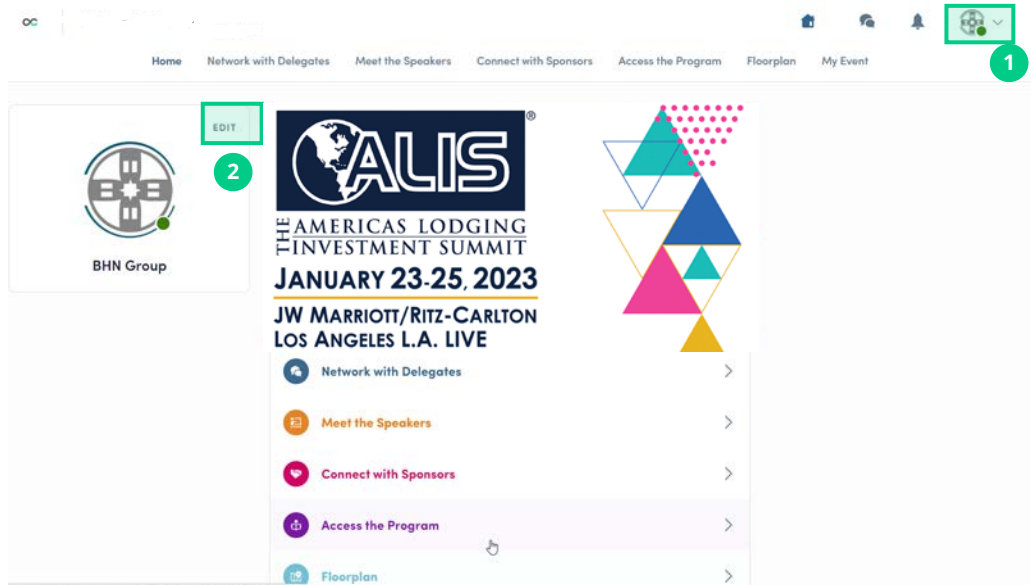 1
Home Network with Delegates Meet the Speakers Connect with Sponsors Access the Program Floorplan My Event
EDIT
2
BHN Group
ALIS®
THE AMERICAS LODGING
INVESTMENT SUMMIT
JANUARY 23-25, 2023
JW MARRIOTT/RITZ-CARLTON
LOS ANGELES L.A. LIVE
Network with Delegates
Meet the Speakers
Connect with Sponsors
Access the Program
Floorplan